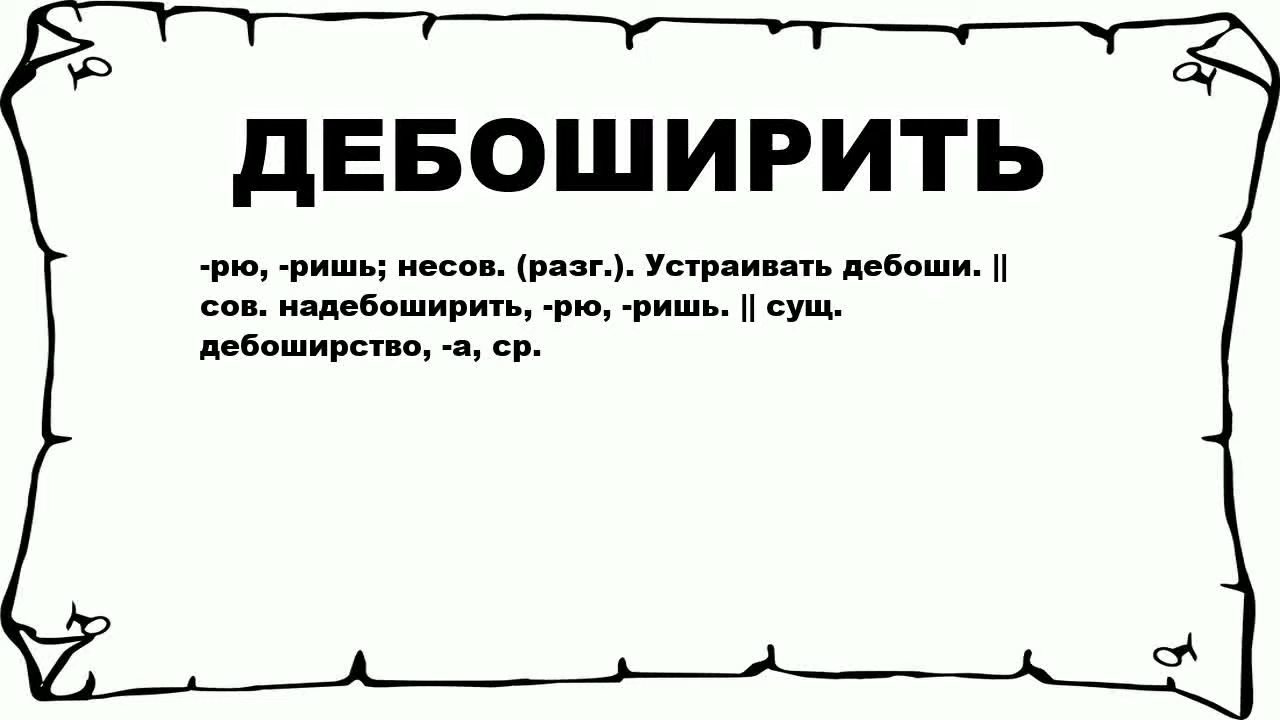 ДЕБОШИРИТЬ
-рю, -ришь; несов. (разг.). Устраивать дебоши. ||
сов. надебоширить, -рю, -ришь. || сущ.
дебоширство, -а, ср.